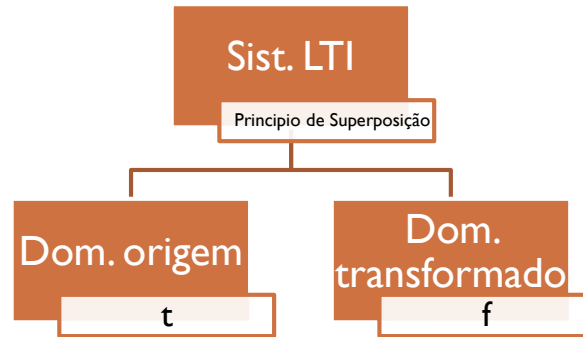 Sist. LTI
Principio de Superposição
Dom. origem
t
Dom.
transformado
f